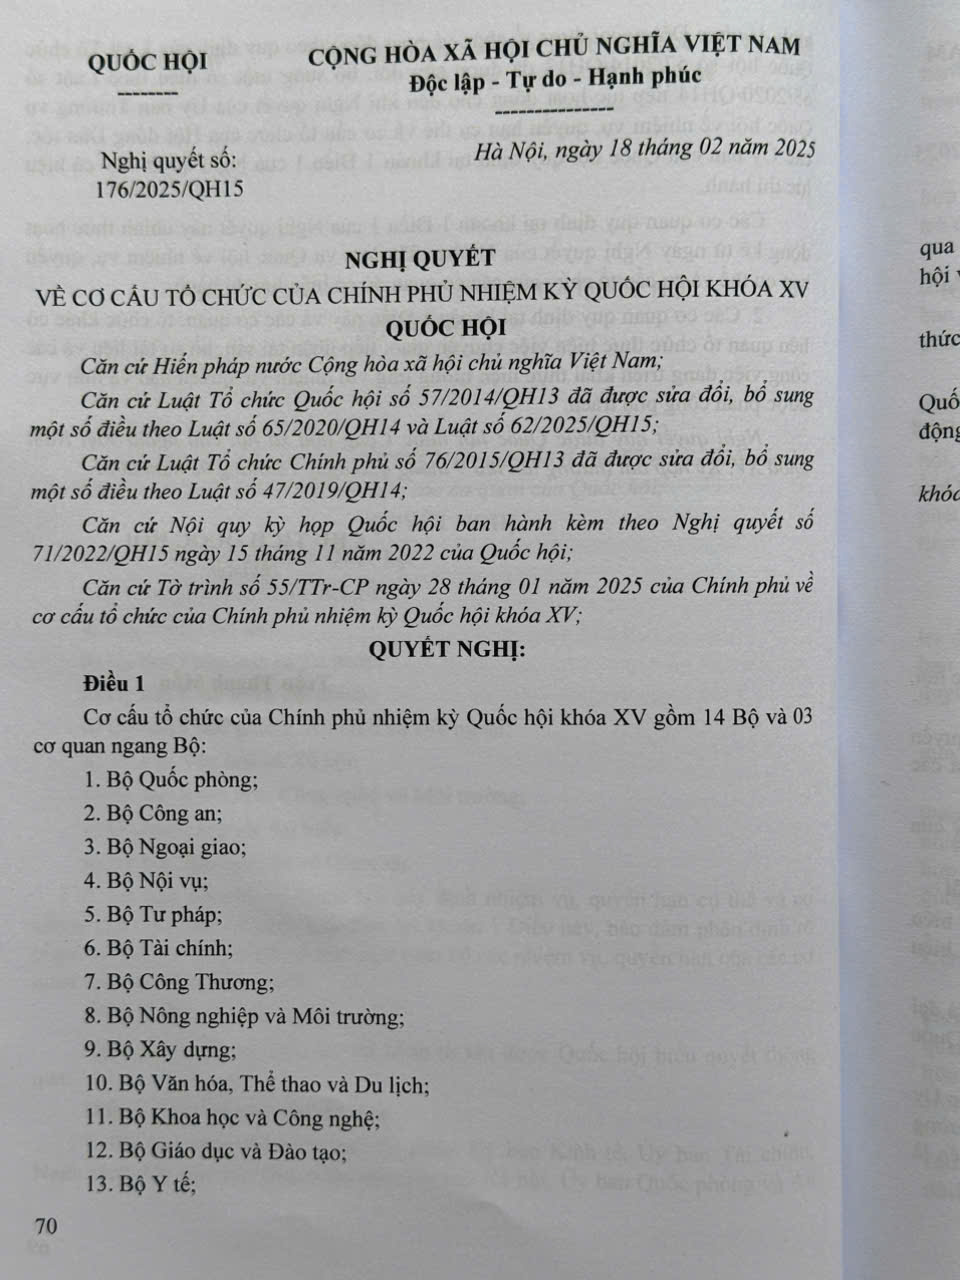 QUỐC HỘI
--------
CỘNG HÒA XÃ HỘI CHỦ NGHĨA VIỆT NAM
Độc lập - Tự do - Hạnh phúc
---------------
Nghị quyết số:
176/2025/QH15
Hà Nội, ngày 18 tháng 02 năm 2025
NGHỊ QUYẾT
VỀ CƠ CẤU TỔ CHỨC CỦA CHÍNH PHỦ NHIỆM KỲ QUỐC HỘI KHÓA XV
QUỐC HỘI
Căn cứ Hiến pháp nước Cộng hòa xã hội chủ nghĩa Việt Nam;
Căn cứ Luật Tổ chức Quốc hội số 57/2014/QH13 đã được sửa đổi, bổ sung
một số điều theo Luật số 65/2020/QH14 và Luật số 62/2025/QH15;
Căn cứ Luật Tổ chức Chính phủ số 76/2015/QH13 đã được sửa đổi, bổ sung
một số điều theo Luật số 47/2019/QH14;
Căn cứ Nội quy kỳ họp Quốc hội ban hành kèm theo Nghị quyết số
71/2022/QH15 ngày 15 tháng 11 năm 2022 của Quốc hội;
Căn cứ Tờ trình số 55/TTr-CP ngày 28 tháng 01 năm 2025 của Chính phủ về
cơ cấu tổ chức của Chính phủ nhiệm kỳ Quốc hội khóa XV;
QUYẾT NGHỊ:
Điều 1
Cơ cấu tổ chức của Chính phủ nhiệm kỳ Quốc hội khóa XV gồm 14 Bộ và 03
cơ quan ngang Bộ:
1. Bộ Quốc phòng;
2. Bộ Công an;
3. Bộ Ngoại giao;
4. Bộ Nội vụ;
5. Bộ Tư pháp;
6. Bộ Tài chính;
7. Bộ Công Thương;
8. Bộ Nông nghiệp và Môi trường;
9. Bộ Xây dựng;
10. Bộ Văn hóa, Thể thao và Du lịch;
11. Bộ Khoa học và Công nghệ;
12. Bộ Giáo dục và Đào tạo;
13. Bộ Y tế;
70
qua
hội
thức
động